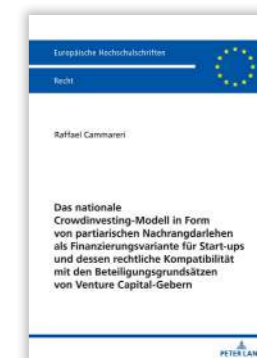 Europäische Hochschulschriften
Recht
Raffael Cammareri
Das nationale
Crowdinvesting-Modell in Form
von partiarischen Nachrangdarlehen
als Finanzierungsvariante für Start-ups
und dessen rechtliche Kompatibilität
mit den Beteiligungsgrundsätzen
von Venture Capital-Gebern
PETER LANG